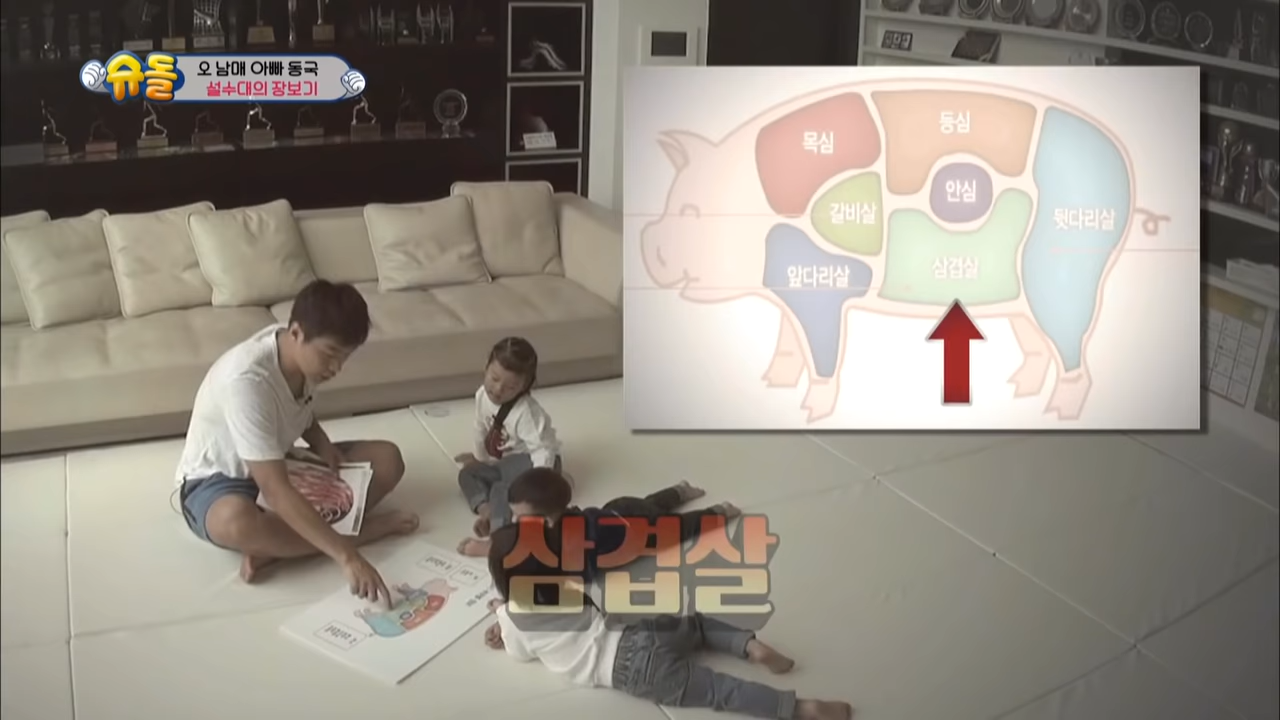 슈돌
오 남매 아빠 동국
설수대의 장보기
목심
등심
갈비살
안심
뒷다리살
앞다리살
삼겹살
삼겹살